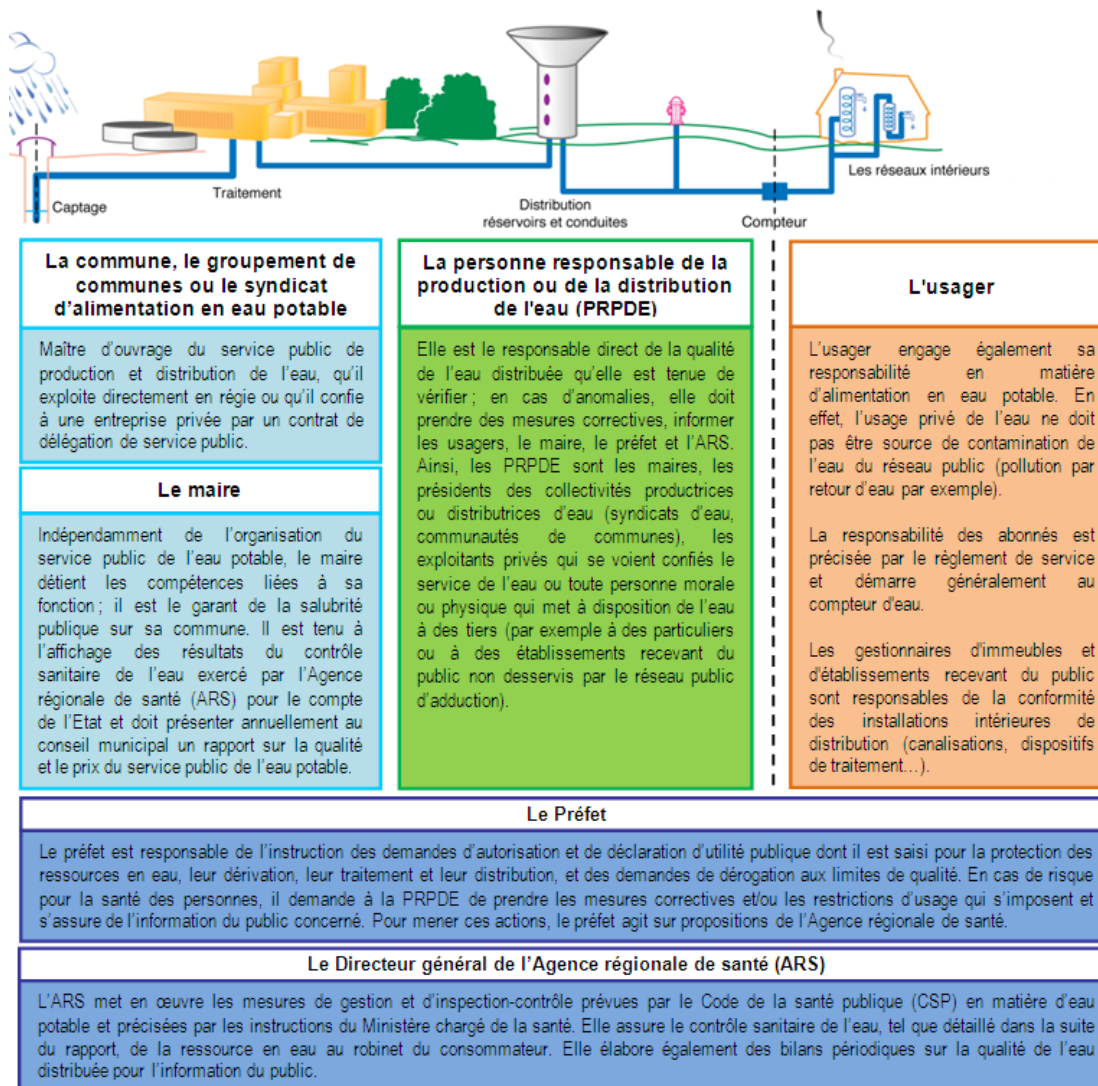 Captage
Traitement
Distribution
réservoirs et conduites
Compteur
Les réseaux intérieurs
La commune, le groupement de
communes ou le syndicat
d'alimentation en eau potable
Maître d'ouvrage du service public de
production et distribution de l'eau, qu'il
exploite directement en régie ou qu'il confie
à une entreprise privée par un contrat de
délégation de service public.
Le maire
Indépendamment de l'organisation du
service public de l'eau potable, le maire
détient les compétences liées à sa
fonction ; il est le garant de la salubrité
publique sur sa commune. Il est tenu à
l'affichage des résultats du contrôle
sanitaire de l'eau exercé par l'Agence
régionale de santé (ARS) pour le compte
de l'Etat et doit présenter annuellement au
conseil municipal un rapport sur la qualité
et le prix du service public de l'eau potable.
La personne responsable de la
production ou de la distribution
de l'eau (PRPDE)
Elle est le responsable direct de la qualité
de l'eau distribuée qu'elle est tenue de
vérifier ; en cas d'anomalies, elle doit
prendre des mesures correctives, informer
les usagers, le maire, le préfet et l'ARS.
Ainsi, les PRPDE sont les maires, les
présidents des collectivités productrices
ou distributrices d'eau (syndicats d'eau,
communautés de communes), les
exploitants privés qui se voient confiés le
service de l'eau ou toute personne morale
ou physique qui met à disposition de l'eau
à des tiers (par exemple à des particuliers
ou à des établissements recevant du
public non desservis par le réseau public
d'adduction).
L'usager
L'usager engage également sa
responsabilité en matière
d'alimentation en eau potable. En
effet, l'usage privé de l'eau ne doit
pas être source de contamination de
l'eau du réseau public (pollution par
retour d'eau par exemple).
La responsabilité des abonnés est
précisée par le règlement de service
et démarre généralement au
compteur d'eau.
Les gestionnaires d'immeubles et
d'établissements recevant du public
sont responsables de la conformité
des installations intérieures de
distribution (canalisations, dispositifs
de traitement…).
Le Préfet
Le préfet est responsable de l'instruction des demandes d'autorisation et de déclaration d'utilité publique dont il est saisi pour la protection des
ressources en eau, leur dérivation, leur traitement et leur distribution, et des demandes de dérogation aux limites de qualité. En cas de risque
pour la santé des personnes, il demande à la PRPDE de prendre les mesures correctives et/ou les restrictions d'usage qui s'imposent et
s'assure de l'information du public concerné. Pour mener ces actions, le préfet agit sur propositions de l'Agence régionale de santé.
Le Directeur général de l'Agence régionale de santé (ARS)
L'ARS met en œuvre les mesures de gestion et d'inspection-contrôle prévues par le Code de la santé publique (CSP) en matière d'eau
potable et précisées par les instructions du Ministère chargé de la santé. Elle assure le contrôle sanitaire de l'eau, tel que détaillé dans la suite
du rapport, de la ressource en eau au robinet du consommateur. Elle élabore également des bilans périodiques sur la qualité de l'eau
distribuée pour l'information du public.